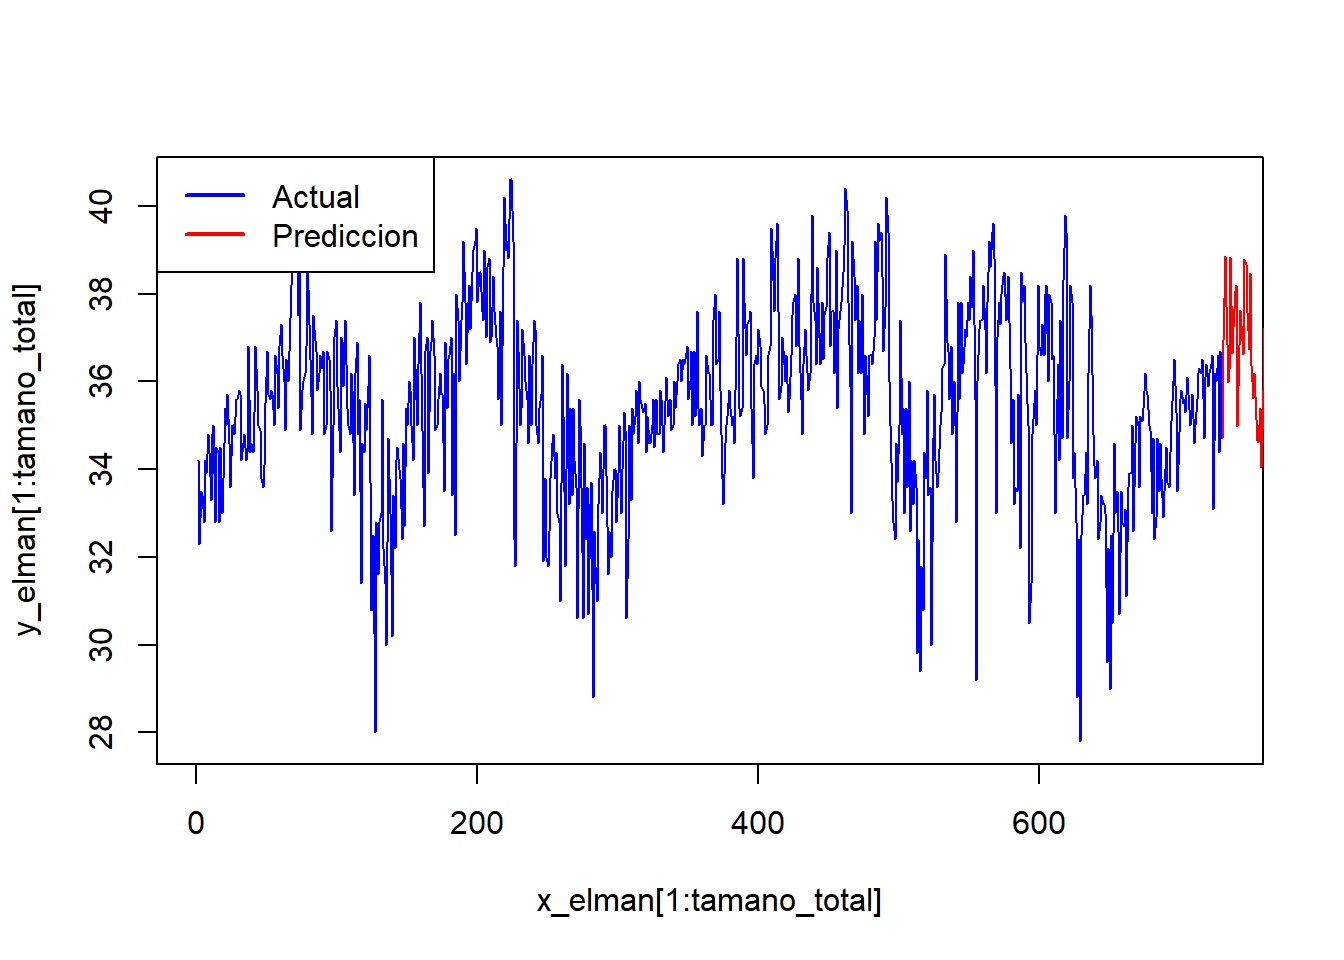 Actual
Prediccion
y_elman[1:tamano_total]
40
38
36
34
32
30
28
0 200 400 600
x_elman[1:tamano_total]